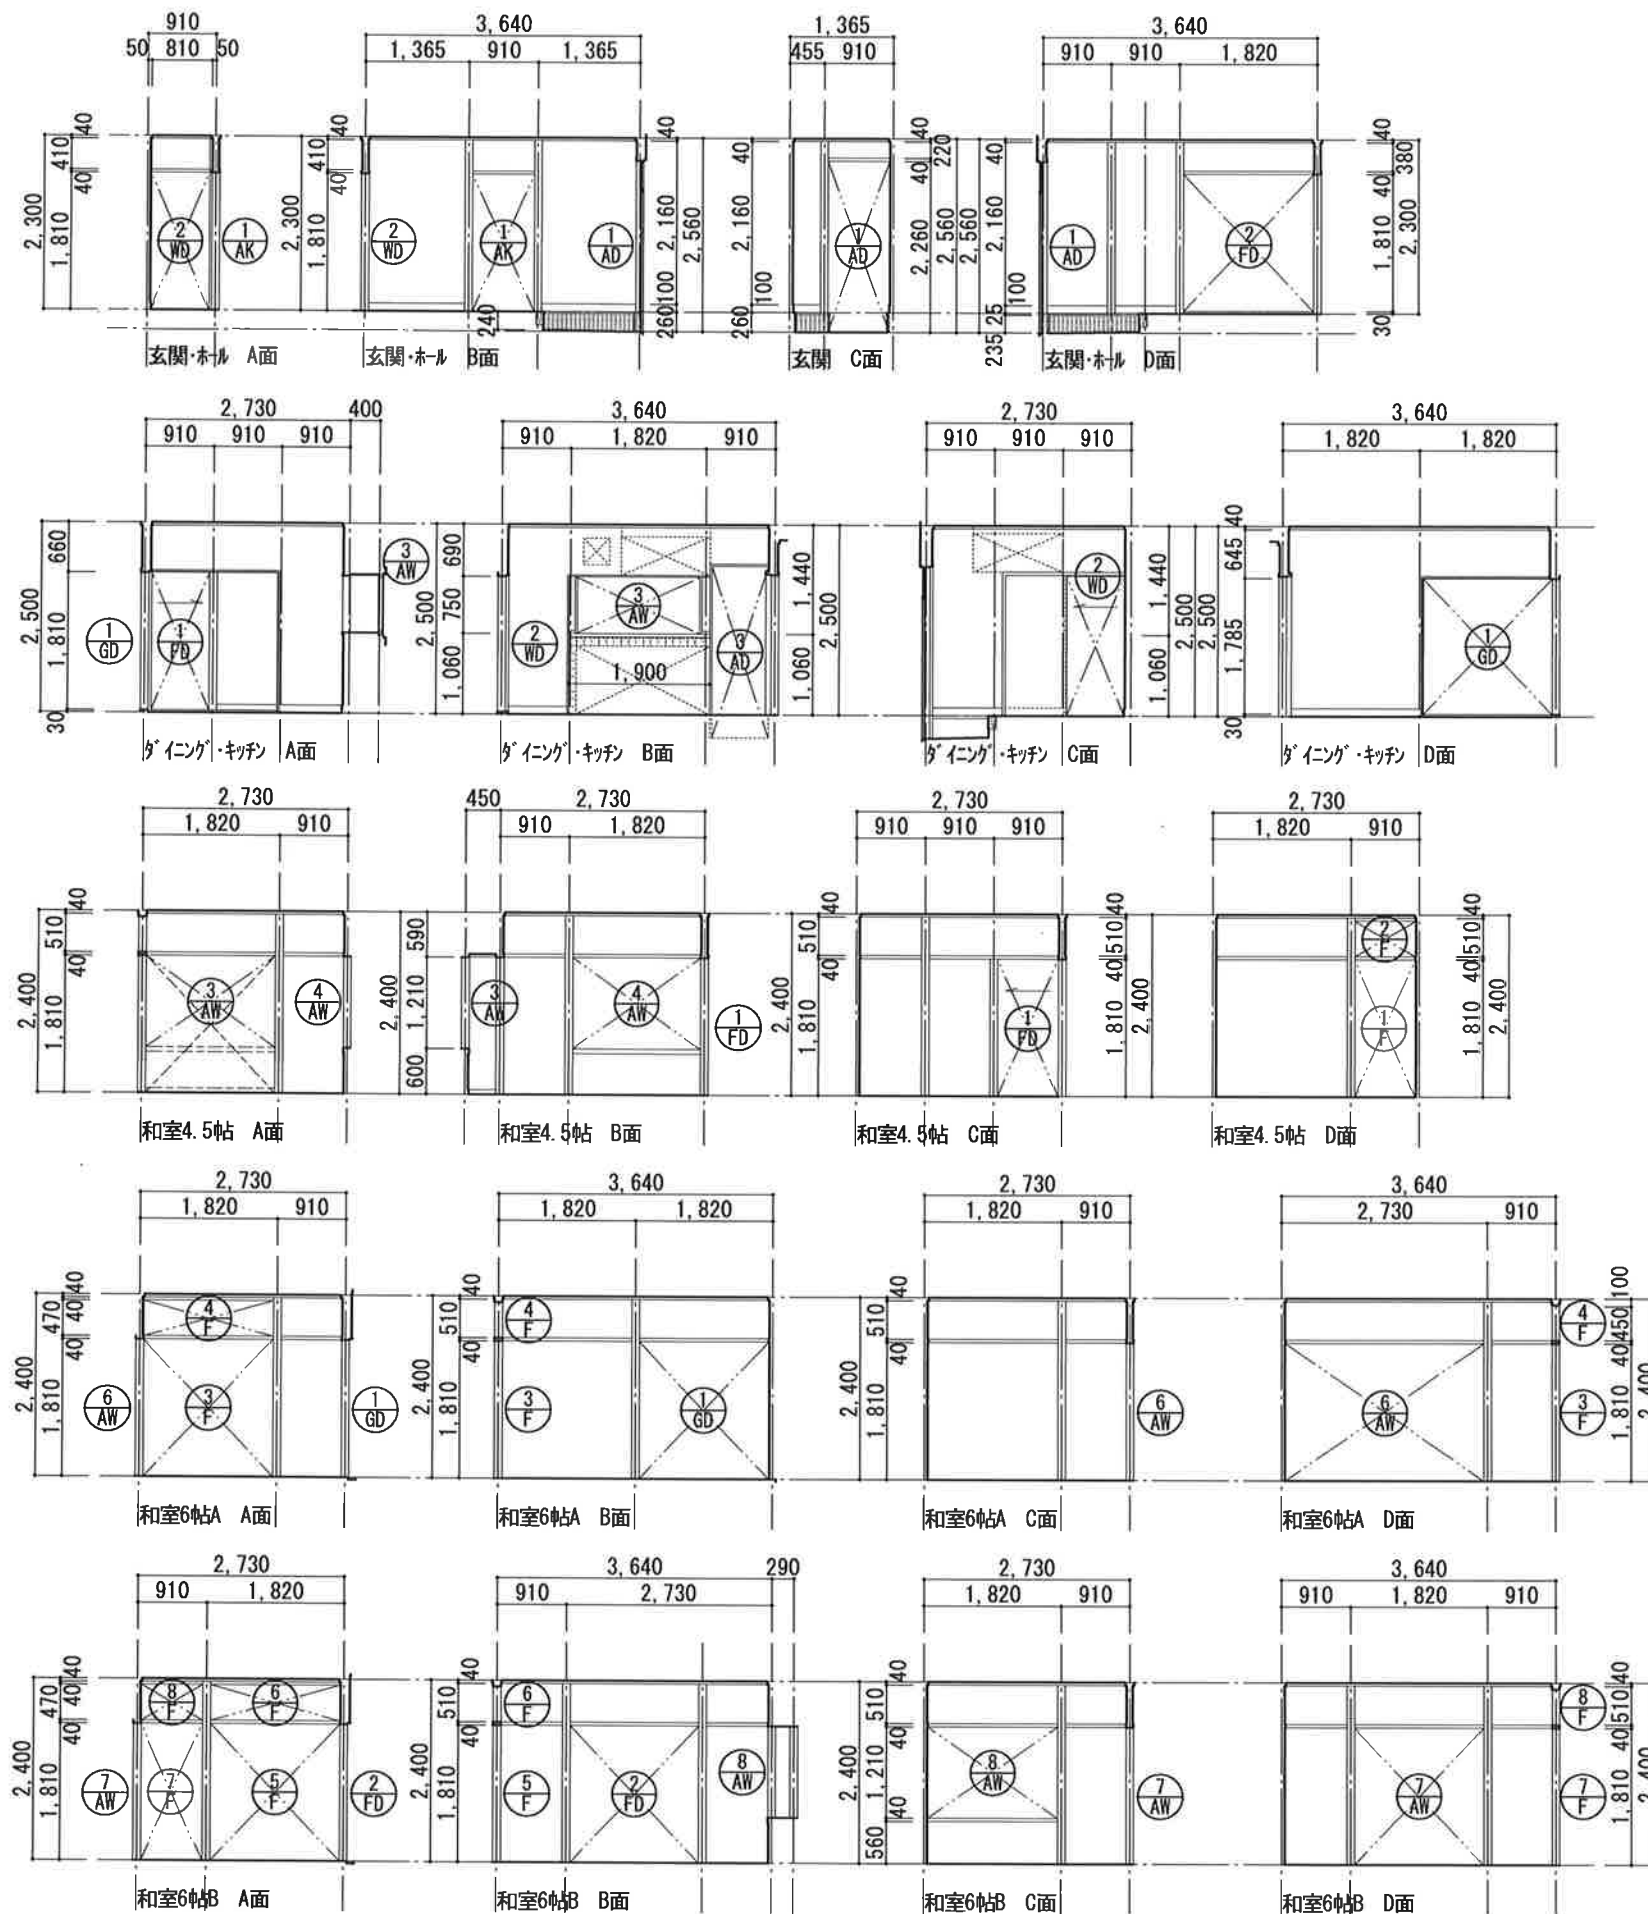 910 3,640 1,365 3,640
50 810 50 1,365 910 1,365 455 910 910 910 1,820
2,300 1,810 40 410 40
2 WD
1 AK
2,300 1,810 40 410 40
2 WD
1 AK
1 AD
40 2,160 100 260 2,560 240
40 2,160 100 260
1 AD
40 220 40 2,260 2,560
2,560 40 2,160 100 25 235
1 AD
2 FD
40 380 40 1,810 2,300 30
玄関・ホール A面
玄関・ホール B面
玄関 C面
玄関・ホール D面
2,730 400 3,640 2,730 3,640
910 910 910 910 1,820 910 910 910 910 1,820 1,820
2,500 660 1,810 30
1 GD
1 FD
3 AW
2,500 690 750 1,060
2 WD
3 AW
1,900
3 AD
1,440 1,060 2,500
2 WD
1,440 1,060 2,500
2,500 40 645 1,785 30
1 GD
ダイニング・キッチン A面
ダイニング・キッチン B面
ダイニング・キッチン C面
ダイニング・キッチン D面
2,730 450 2,730 2,730 2,730
1,820 910 910 1,820 910 910 910 1,820 910
2,400 1,810 40 510 40
3 AW
4 AW
2,400 590 1,210 600
3 AW
4 AW
1 FD
2,400 1,810 40 510 40
1 FD
40 510 40 1,810 2,400
2 F
1 F
40 510 40 1,810 2,400
和室4.5帖 A面
和室4.5帖 B面
和室4.5帖 C面
和室4.5帖 D面
2,730 3,640 2,730 3,640
1,820 910 1,820 1,820 1,820 910 2,730 910
2,400 1,810 40 470 40 40
6 AW
4 F
3 F
1 GD
2,400 1,810 40 510 40
4 F
3 F
1 GD
2,400 1,810 40 510 40
6 AW
6 AW
4 F
3 F
100 450 40 1,810 2,400
和室6帖A A面
和室6帖A B面
和室6帖A C面
和室6帖A D面
2,730 3,640 290 2,730 3,640
910 1,820 910 2,730 1,820 910 910 1,820 910
2,400 1,810 40 470 40 40
7 AW
8 F
6 F
7 F
5 F
2 FD
2,400 1,810 40 510 40
6 F
5 F
2 FD
8 AW
2,400 40 510 40 1,210 40 560
8 AW
7 AW
7 AW
8 F
7 F
40 510 40 1,810 2,400
和室6帖B A面
和室6帖B B面
和室6帖B C面
和室6帖B D面